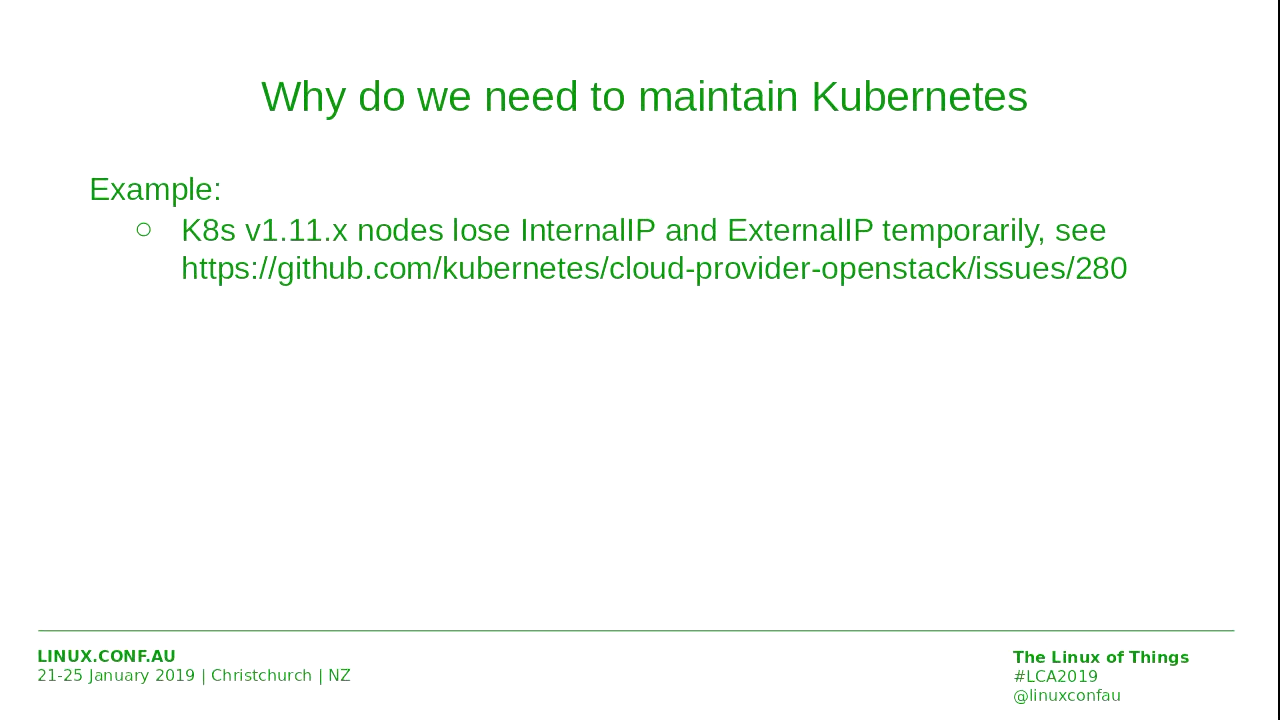 Why do we need to maintain Kubernetes
Example:
○ K8s v1.11.x nodes lose InternalIP and ExternalIP temporarily, see
https://github.com/kubernetes/cloud-provider-openstack/issues/280
LINUX.CONF.AU
21-25 January 2019 | Christchurch | NZ
The Linux of Things
#LCA2019
@linuxconfau